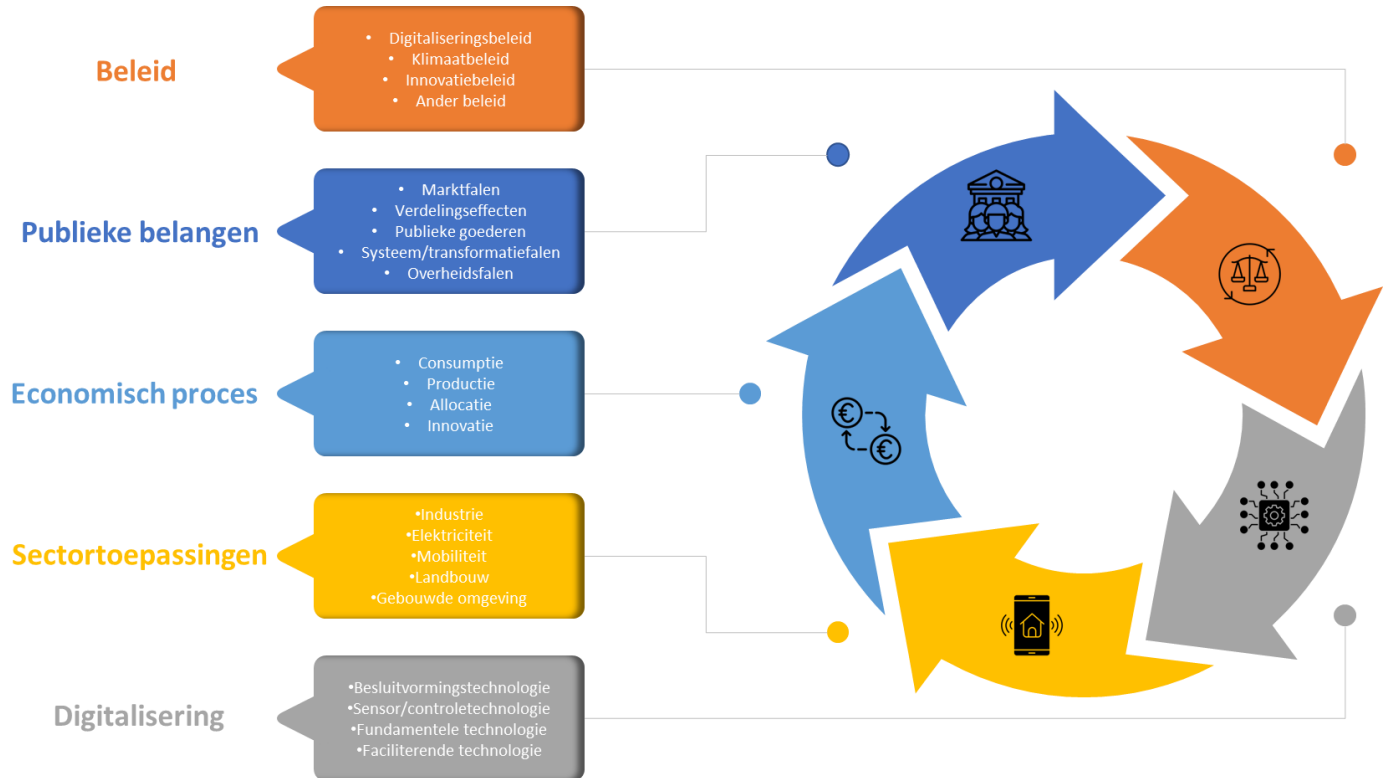 Beleid
• Digitaliseringsbeleid
• Klimaatbeleid
• Innovatiebeleid
• Ander beleid
Publieke belangen
• Marktfalen
• Verdelingseffecten
• Publieke goederen
• Systeem/transformatiefalen
• Overheidsfalen
Economisch proces
• Consumptie
• Productie
• Allocatie
• Innovatie
Sectortoepassingen
•Industrie
•Elektriciteit
•Mobiliteit
•Landbouw
•Gebouwde omgeving
Digitalisering
•Besluitvormingstechnologie
•Sensor/controletechnologie
•Fundamentele technologie
•Faciliterende technologie
€
€